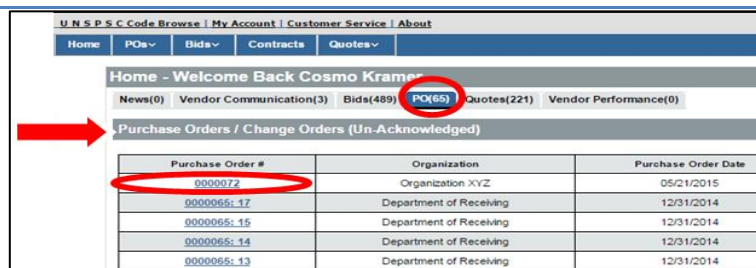 U N S P S C Code Browse | My Account | Customer Service | About
Home POs Bids Contracts Quotes
Home - Welcome Back Cosmo Kramer
News(0) Vendor Communication(3) Bids(489) PO(65) Quotes(221) Vendor Performance(0)
Purchase Orders / Change Orders (Un-Acknowledged)
Purchase Order # Organization Purchase Order Date
0000072 Organization XYZ 05/21/2015
0000065: 17 Department of Receiving 12/31/2014
0000065: 15 Department of Receiving 12/31/2014
0000065: 14 Department of Receiving 12/31/2014
0000065: 13 Department of Receiving 12/31/2014